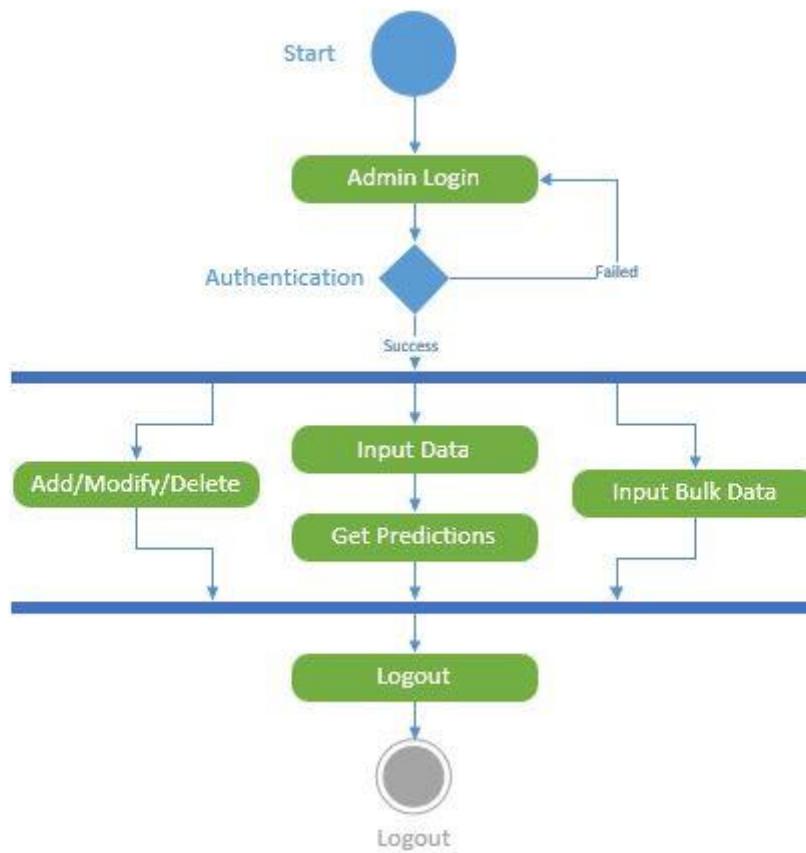 Start
Admin Login
Authentication
Failed
Success
Add/Modify/Delete
Input Data
Input Bulk Data
Get Predictions
Logout
Logout